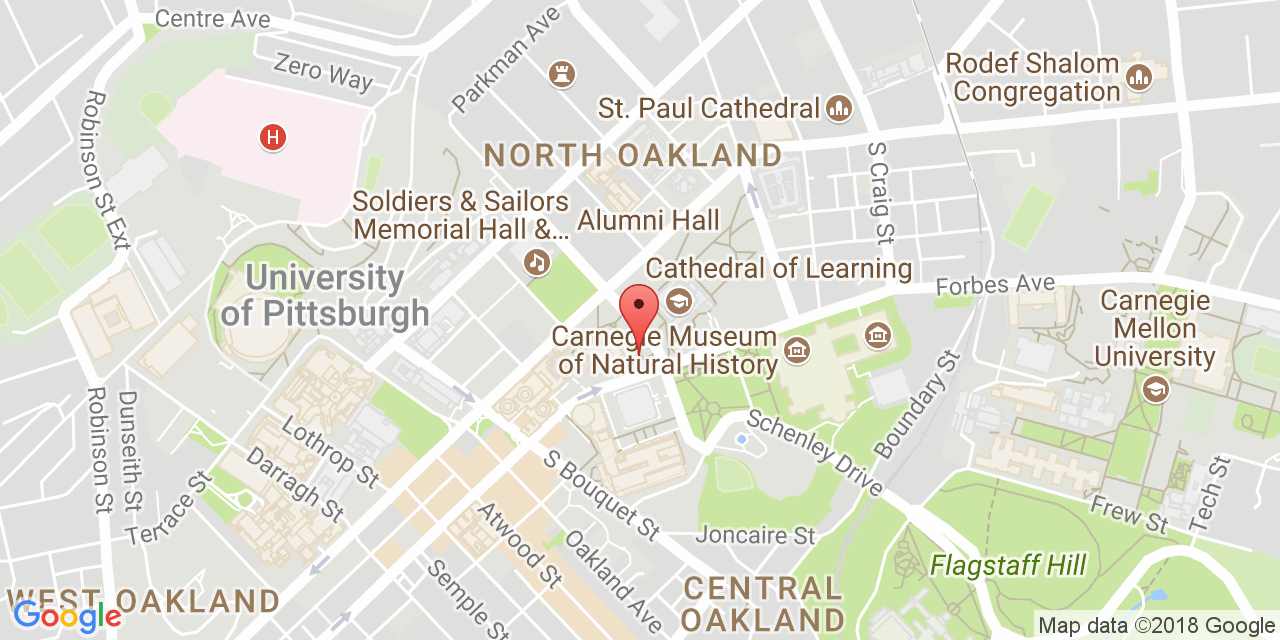 Centre Ave
Zero Way
Parkman Ave
Rodef Shalom
Congregation
St. Paul Cathedral
H
Robinson St Ext
NORTH OAKLAND
S Craig St
Soldiers & Sailors
Memorial Hall &...
Alumni Hall
Cathedral of Learning
University
of Pittsburgh
Forbes Ave
Carnegie
Mellon
University
Carnegie Museum
of Natural History
Boundary St
Robinson St
Dunseith St
Lothrop St
Darragh St
Terrace St
Schenley Drive
S Bouquet St
Atwood St
Oakland Ave
Semple St
Joncaire St
Frew St
Tech St
Flagstaff Hill
CENTRAL
OAKLAND
WEST OAKLAND
Google
Map data ©2018 Google